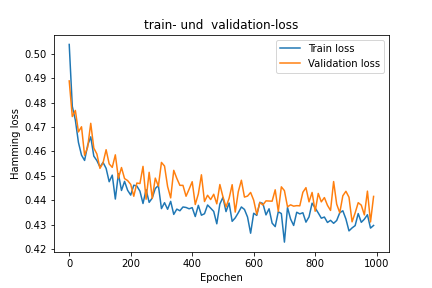 train- und  validation-loss
Train loss
Validation loss
Hamming loss
0.50
0.49
0.48
0.47
0.46
0.45
0.44
0.43
0.42
0 200 400 600 800 1000
Epochen